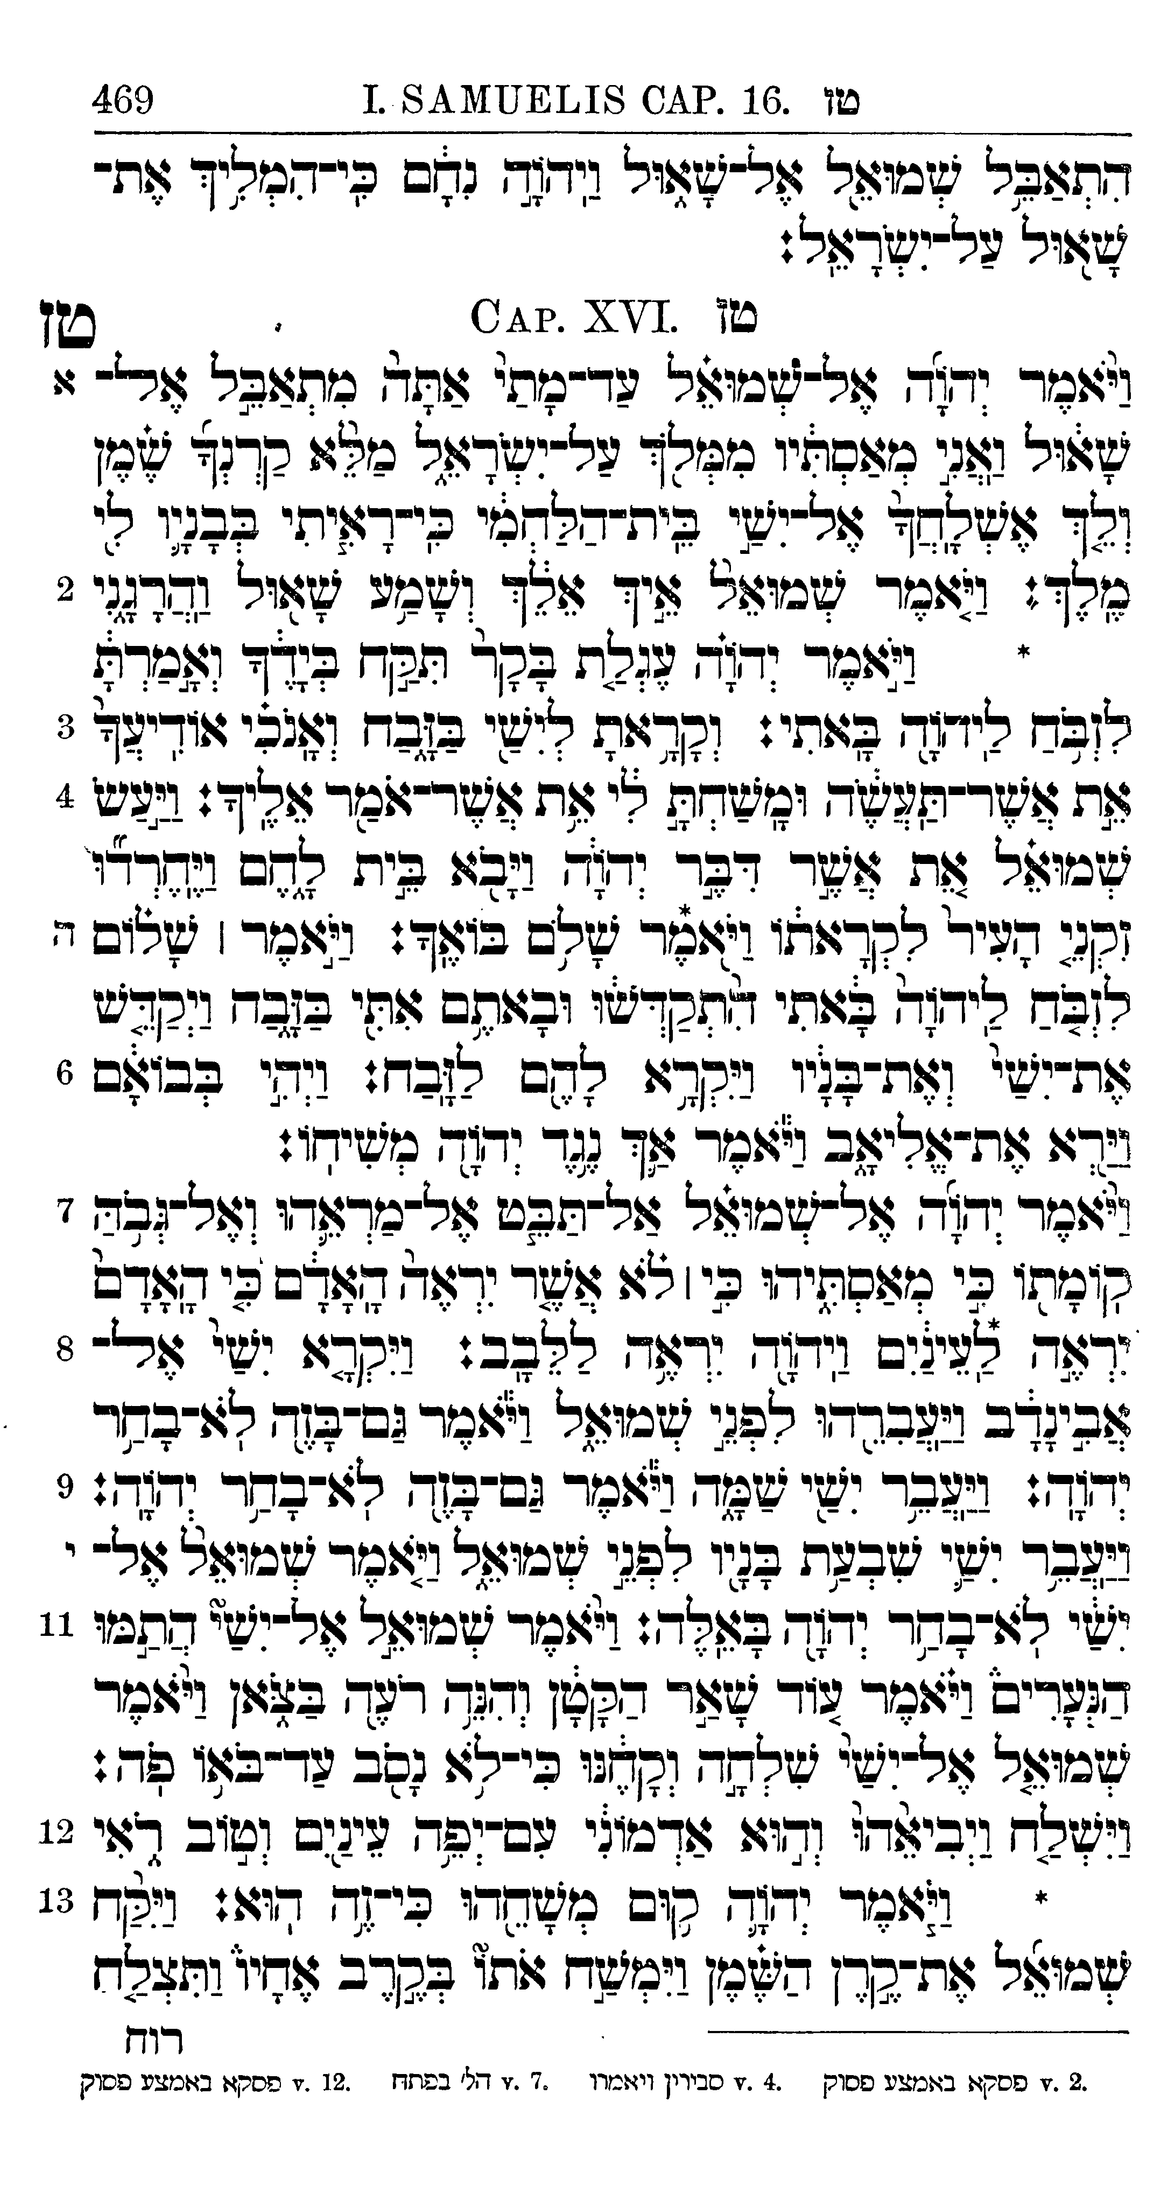 469 I. SAMUELIS CAP. 16. טז
הִתְאַבֵּ֥ל שְׁמוּאֵ֖ל אֶל־שָׁא֑וּל וַיהוָ֣ה נִחָ֔ם כִּֽי־הִמְלִ֥יךְ אֶת־
שָׁא֖וּל עַל־יִשְׂרָאֵֽל׃
טז CAP. XVI. טז
א וַיֹּ֨אמֶר יְהוָ֜ה אֶל־שְׁמוּאֵ֗ל עַד־מָתַי֙ אַתָּה֙ מִתְאַבֵּ֣ל אֶל־
שָׁא֔וּל וַֽאֲנִ֣י מְאַסְתִּ֔יו מִמְּלֹ֖ךְ עַל־יִשְׂרָאֵ֑ל מַלֵּ֨א קַרְנְךָ֜ שֶׁ֗מֶן
וְלֵ֤ךְ אֶשְׁלָֽחֲךָ֙ אֶל־יִשַׁ֣י בֵּֽית־הַלַּחְמִ֔י כִּֽי־רָאִ֧יתִי בְּבָנָ֛יו לִ֖י
2 מֶֽלֶךְ׃ וַיֹּ֤אמֶר שְׁמוּאֵל֙ אֵ֣יךְ אֵלֵ֔ךְ וְשָׁמַ֥ע שָׁא֖וּל וַֽהֲרָגָ֑נִי
* וַיֹּ֣אמֶר יְהוָ֗ה עֶגְלַ֤ת בָּקָר֙ תִּקַּ֣ח בְּיָדֶ֔ךָ וְאָ֣מַרְתָּ֔
3 לִזְבֹּ֥חַ לַֽיהוָ֖ה בָּֽאתִי׃ וְקָרָ֥אתָ לְיִשַׁ֖י בַּזָּ֑בַח וְאָֽנֹכִ֗י אוֹדִֽיעֲךָ֙
4 אֵ֣ת אֲשֶׁר־תַּֽעֲשֶׂ֔ה וּמָֽשַׁחְתָּ֣ לִ֔י אֵ֥ת אֲשֶׁר־אֹמַ֖ר אֵלֶֽיךָ׃ וַיַּ֣עַשׂ
שְׁמוּאֵ֗ל אֵ֚ת אֲשֶׁ֣ר דִּבֶּ֣ר יְהוָ֔ה וַיָּבֹ֖א בֵּ֣ית לָ֑חֶם וַיֶּֽחֶרְד֞וּ
ה זִקְנֵ֤י הָעִיר֙ לִקְרָאת֔וֹ וַיֹּ֖אמֶ֯ר* שָׁלֹ֥ם בּוֹאֶֽךָ׃ וַיֹּ֣אמֶר ׀ שָׁל֗וֹם
לִזְבֹּ֤חַ לַֽיהוָה֙ בָּ֔אתִי הִֽתְקַדְּשׁ֔וּ וּבָאתֶ֥ם אִתִּ֖י בַּזָּ֑בַח וַיְקַדֵּ֤שׁ
6 אֶת־יִשַׁי֙ וְאֶת־בָּנָ֔יו וַיִּקְרָ֥א לָהֶ֖ם לַזָּֽבַח׃ וַיְהִ֣י בְּבוֹאָ֔ם
וַיַּ֖רְא אֶת־אֱלִיאָ֑ב וַיֹּ֕אמֶר אַ֛ךְ נֶ֥גֶד יְהוָ֖ה מְשִׁיחֽוֹ׃
7 וַיֹּ֨אמֶר יְהוָ֜ה אֶל־שְׁמוּאֵ֗ל אַל־תַּבֵּ֧ט אֶל־מַרְאֵ֛הוּ וְאֶל־גְּבֹ֥הַּ
קֽוֹמָת֖וֹ כִּ֣י מְאַסְתִּ֑יהוּ כִּ֣י ׀ לֹ֗א אֲשֶׁ֤ר יִרְאֶה֙ הָֽאָדָ֔ם כִּ֤י הָֽאָדָם֙
8 יִרְאֶ֣ה לַ֯*עֵינַ֔יִם וַֽיהוָ֖ה יִרְאֶ֥ה לַלֵּבָֽב׃ וַיִּקְרָ֤א יִשַׁי֙ אֶל־
אֲבִ֣ינָדָ֔ב וַיַּֽעֲבִרֵ֖הוּ לִפְנֵ֣י שְׁמוּאֵ֑ל וַיֹּ֕אמֶר גַּם־בָּזֶ֖ה לֹֽא־בָחַ֥ר
9 יְהוָֽה׃ וַיַּֽעֲבֵ֥ר יִשַׁ֖י שַׁמָּ֑ה וַיֹּ֕אמֶר גַּם־בָּזֶ֖ה לֹֽא־בָחַ֥ר יְהוָֽה׃
י וַיַּֽעֲבֵ֥ר יִשַׁ֛י שִׁבְעַ֥ת בָּנָ֖יו לִפְנֵ֣י שְׁמוּאֵ֑ל וַיֹּ֤אמֶר שְׁמוּאֵל֙ אֶל־
11 יִשַׁ֔י לֹֽא־בָחַ֥ר יְהוָ֖ה בָּאֵֽלֶּה׃ וַיֹּ֨אמֶר שְׁמוּאֵ֣ל אֶל־יִשַׁי֮ הֲתַ֣מּוּ
הַנְּעָרִים֒ וַיֹּ֗אמֶר ע֚וֹד שָׁאַ֣ר הַקָּטָ֔ן וְהִנֵּ֥ה רֹעֶ֖ה בַּצֹּ֑אן וַיֹּ֨אמֶר
שְׁמוּאֵ֤ל אֶל־יִשַׁי֙ שִׁלְחָ֣ה וְקָחֶ֔נּוּ כִּי־לֹ֥א נָסֹ֖ב עַד־בֹּא֥וֹ פֹֽה׃
12 וַיִּשְׁלַ֤ח וַיְבִיאֵ֨הוּ֙ וְה֣וּא אַדְמוֹנִ֔י עִם־יְפֵ֥ה עֵינַ֖יִם וְט֣וֹב רֹ֑אִי
13 * וַיֹּ֧אמֶר יְהוָ֛ה ק֥וּם מְשָׁחֵ֖הוּ כִּי־זֶ֥ה הֽוּא׃ וַיִּקַּ֨ח
שְׁמוּאֵ֜ל אֶת־קֶ֣רֶן הַשֶּׁ֗מֶן וַיִּמְשַׁ֣ח אֹתוֹ֮ בְּקֶ֣רֶב אֶחָיו֒ וַתִּצְלַ֤ח
רוח
v. 2. פסקא באמצע פסוק v. 4. סבירין ויאמרו v. 7. הל׳ בפתח v. 12. פסקא באמצע פסוק